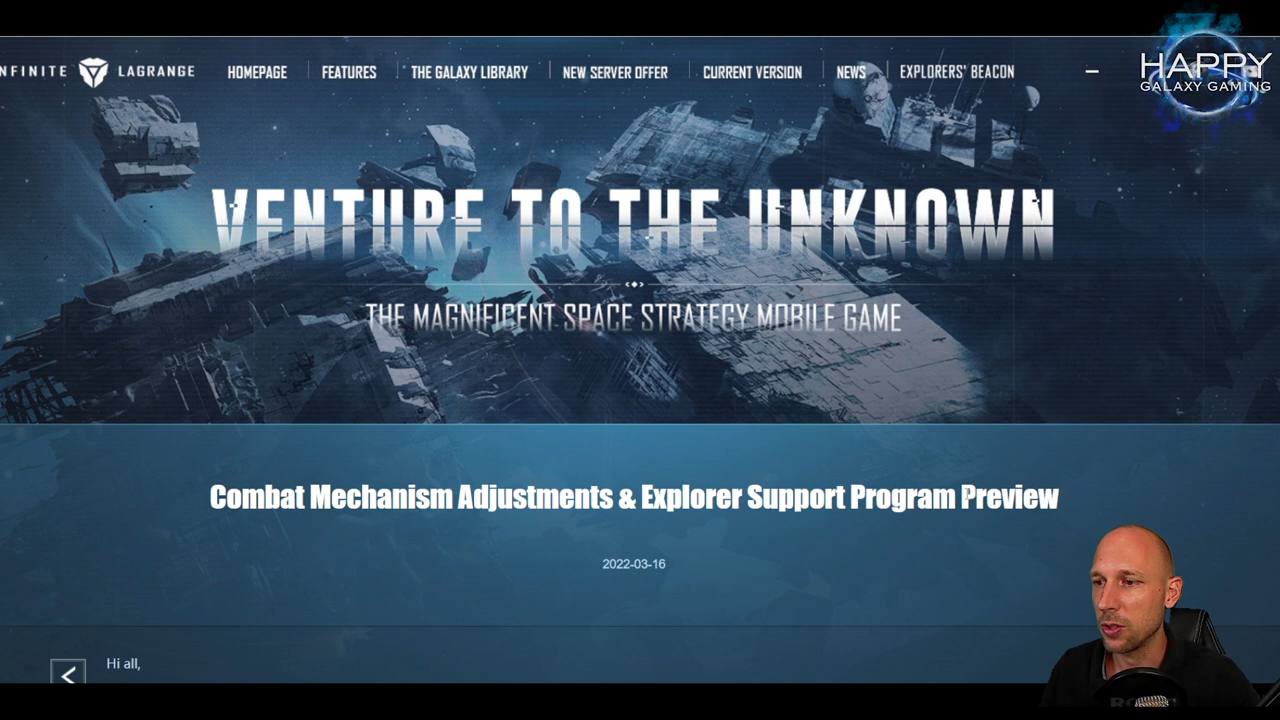 NFINITE LAGRANGE
HOMEPAGE
FEATURES
THE GALAXY LIBRARY
NEW SERVER OFFER
CURRENT VERSION
NEWS
EXPLORERS' BEACON
HAPPY
GALAXY GAMING
VENTURE TO THE UNKNOWN
THE MAGNIFICENT SPACE STRATEGY MOBILE GAME
Combat Mechanism Adjustments & Explorer Support Program Preview
2022-03-16
Hi all,